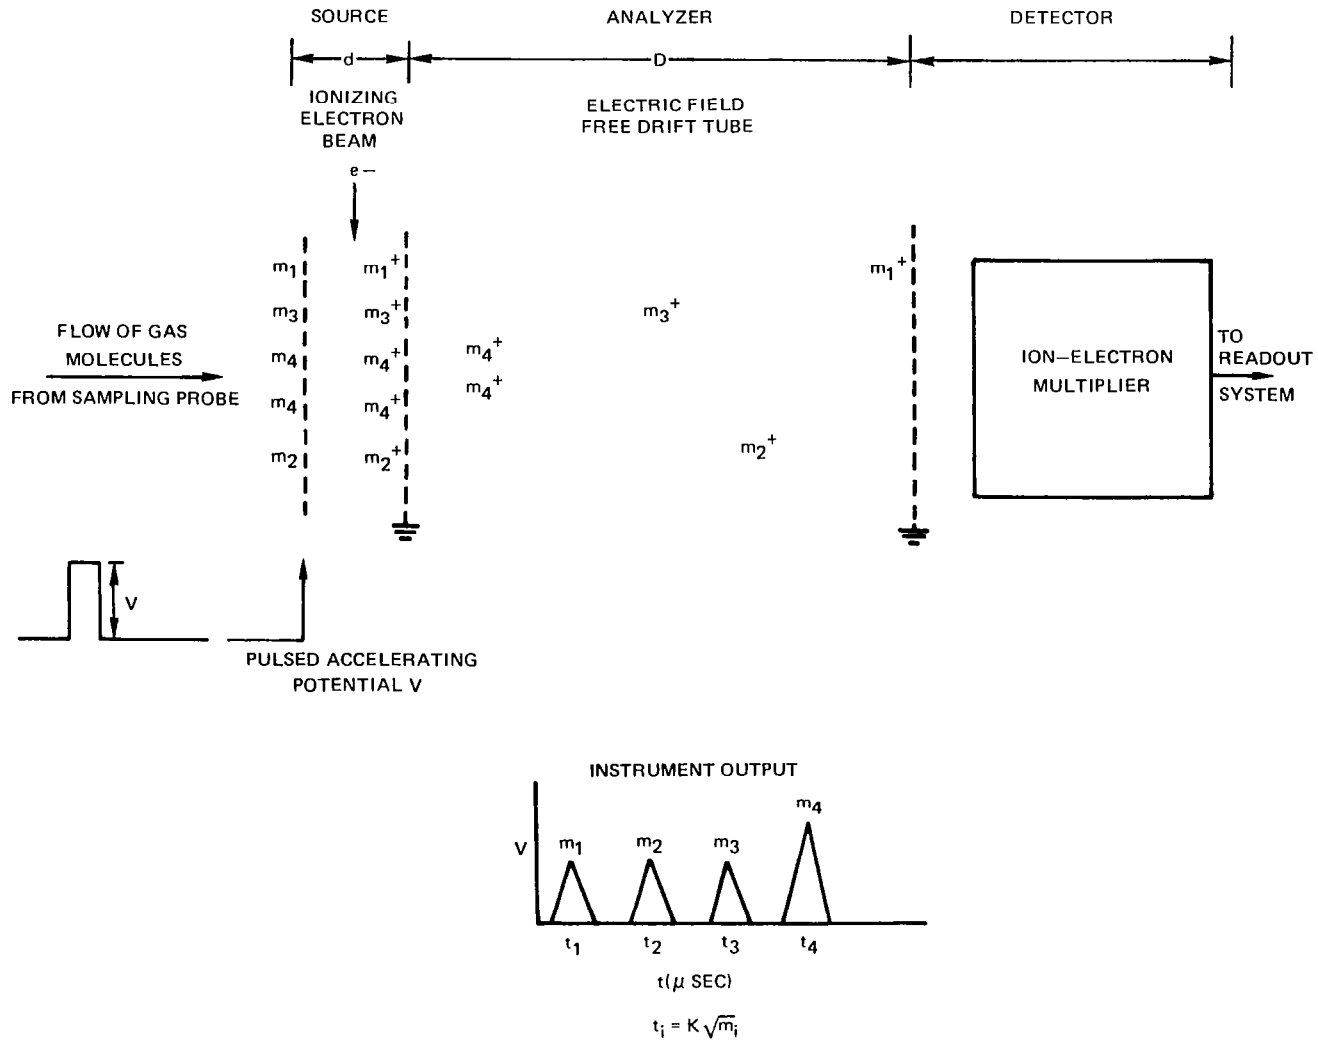 SOURCE
ANALYZER
DETECTOR
d
D
IONIZING
ELECTRON
BEAM
ELECTRIC FIELD
FREE DRIFT TUBE
e–
m1
m1+
m1+
m3
m3+
m3+
FLOW OF GAS
MOLECULES
FROM SAMPLING PROBE
m4
m4+
m4+
m4
m4+
m4+
m2
m2+
m2+
ION–ELECTRON
MULTIPLIER
TO
READOUT
SYSTEM
V
PULSED ACCELERATING
POTENTIAL V
INSTRUMENT OUTPUT
V
m1
m2
m3
m4
t1
t2
t3
t4
t(μ SEC)
ti = K √mi